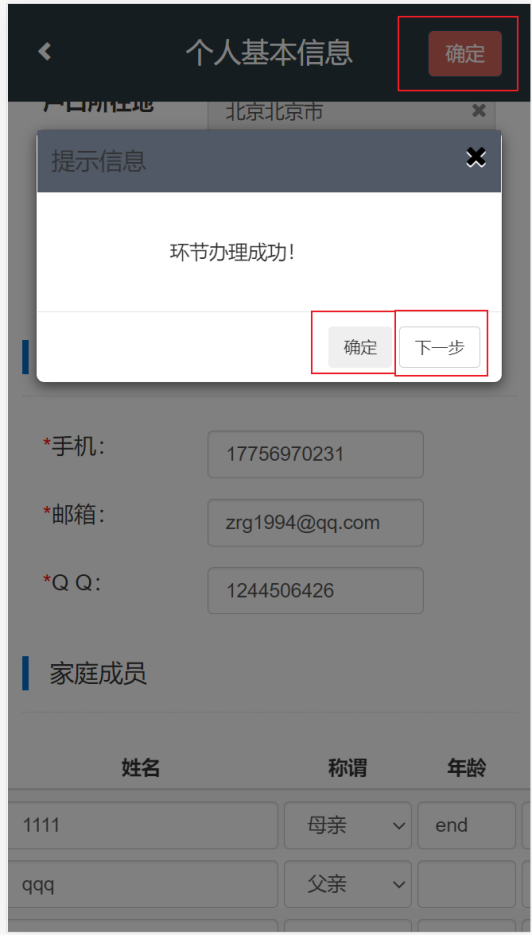 个人基本信息
确定
户口所在地
北京北京市
提示信息
环节办理成功!
确定
下一步
*手机:
17756970231
*邮箱:
zrg1994@qq.com
*QQ:
1244506426
家庭成员
姓名 称谓 年龄
1111 母亲 end
qqq 父亲